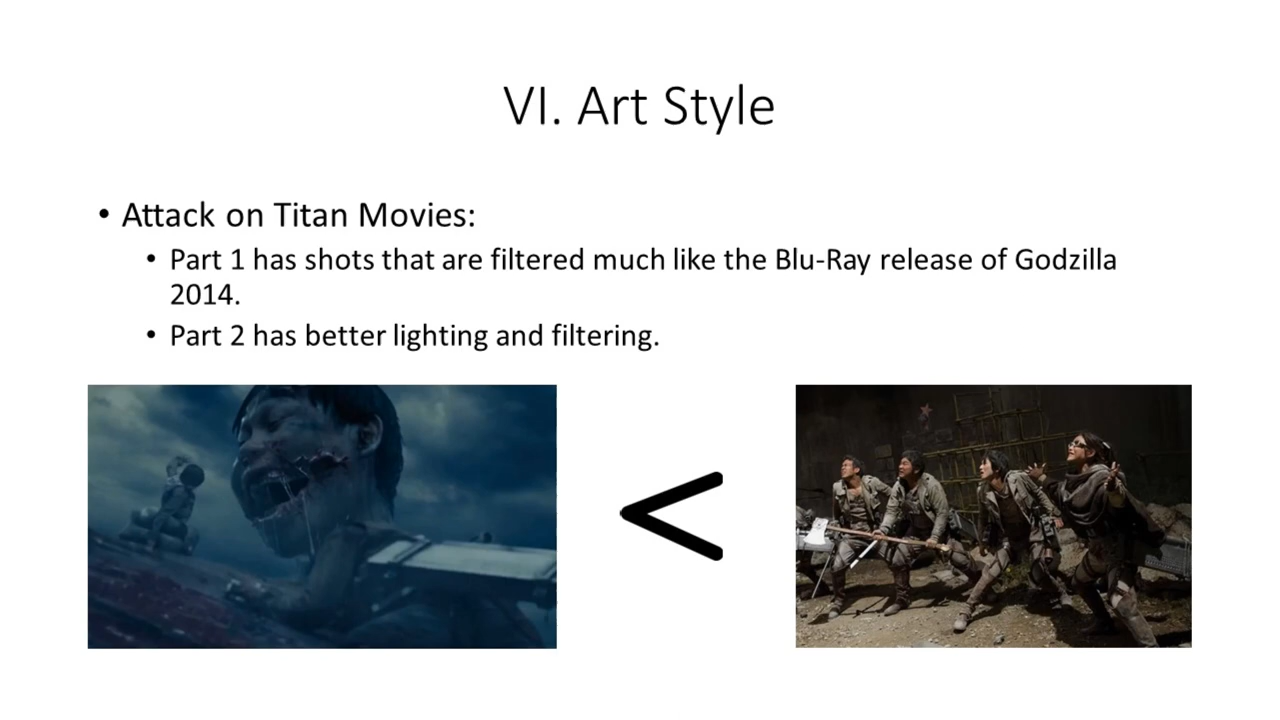 VI. Art Style
• Attack on Titan Movies:
• Part 1 has shots that are filtered much like the Blu-Ray release of Godzilla
2014.
• Part 2 has better lighting and filtering.
<